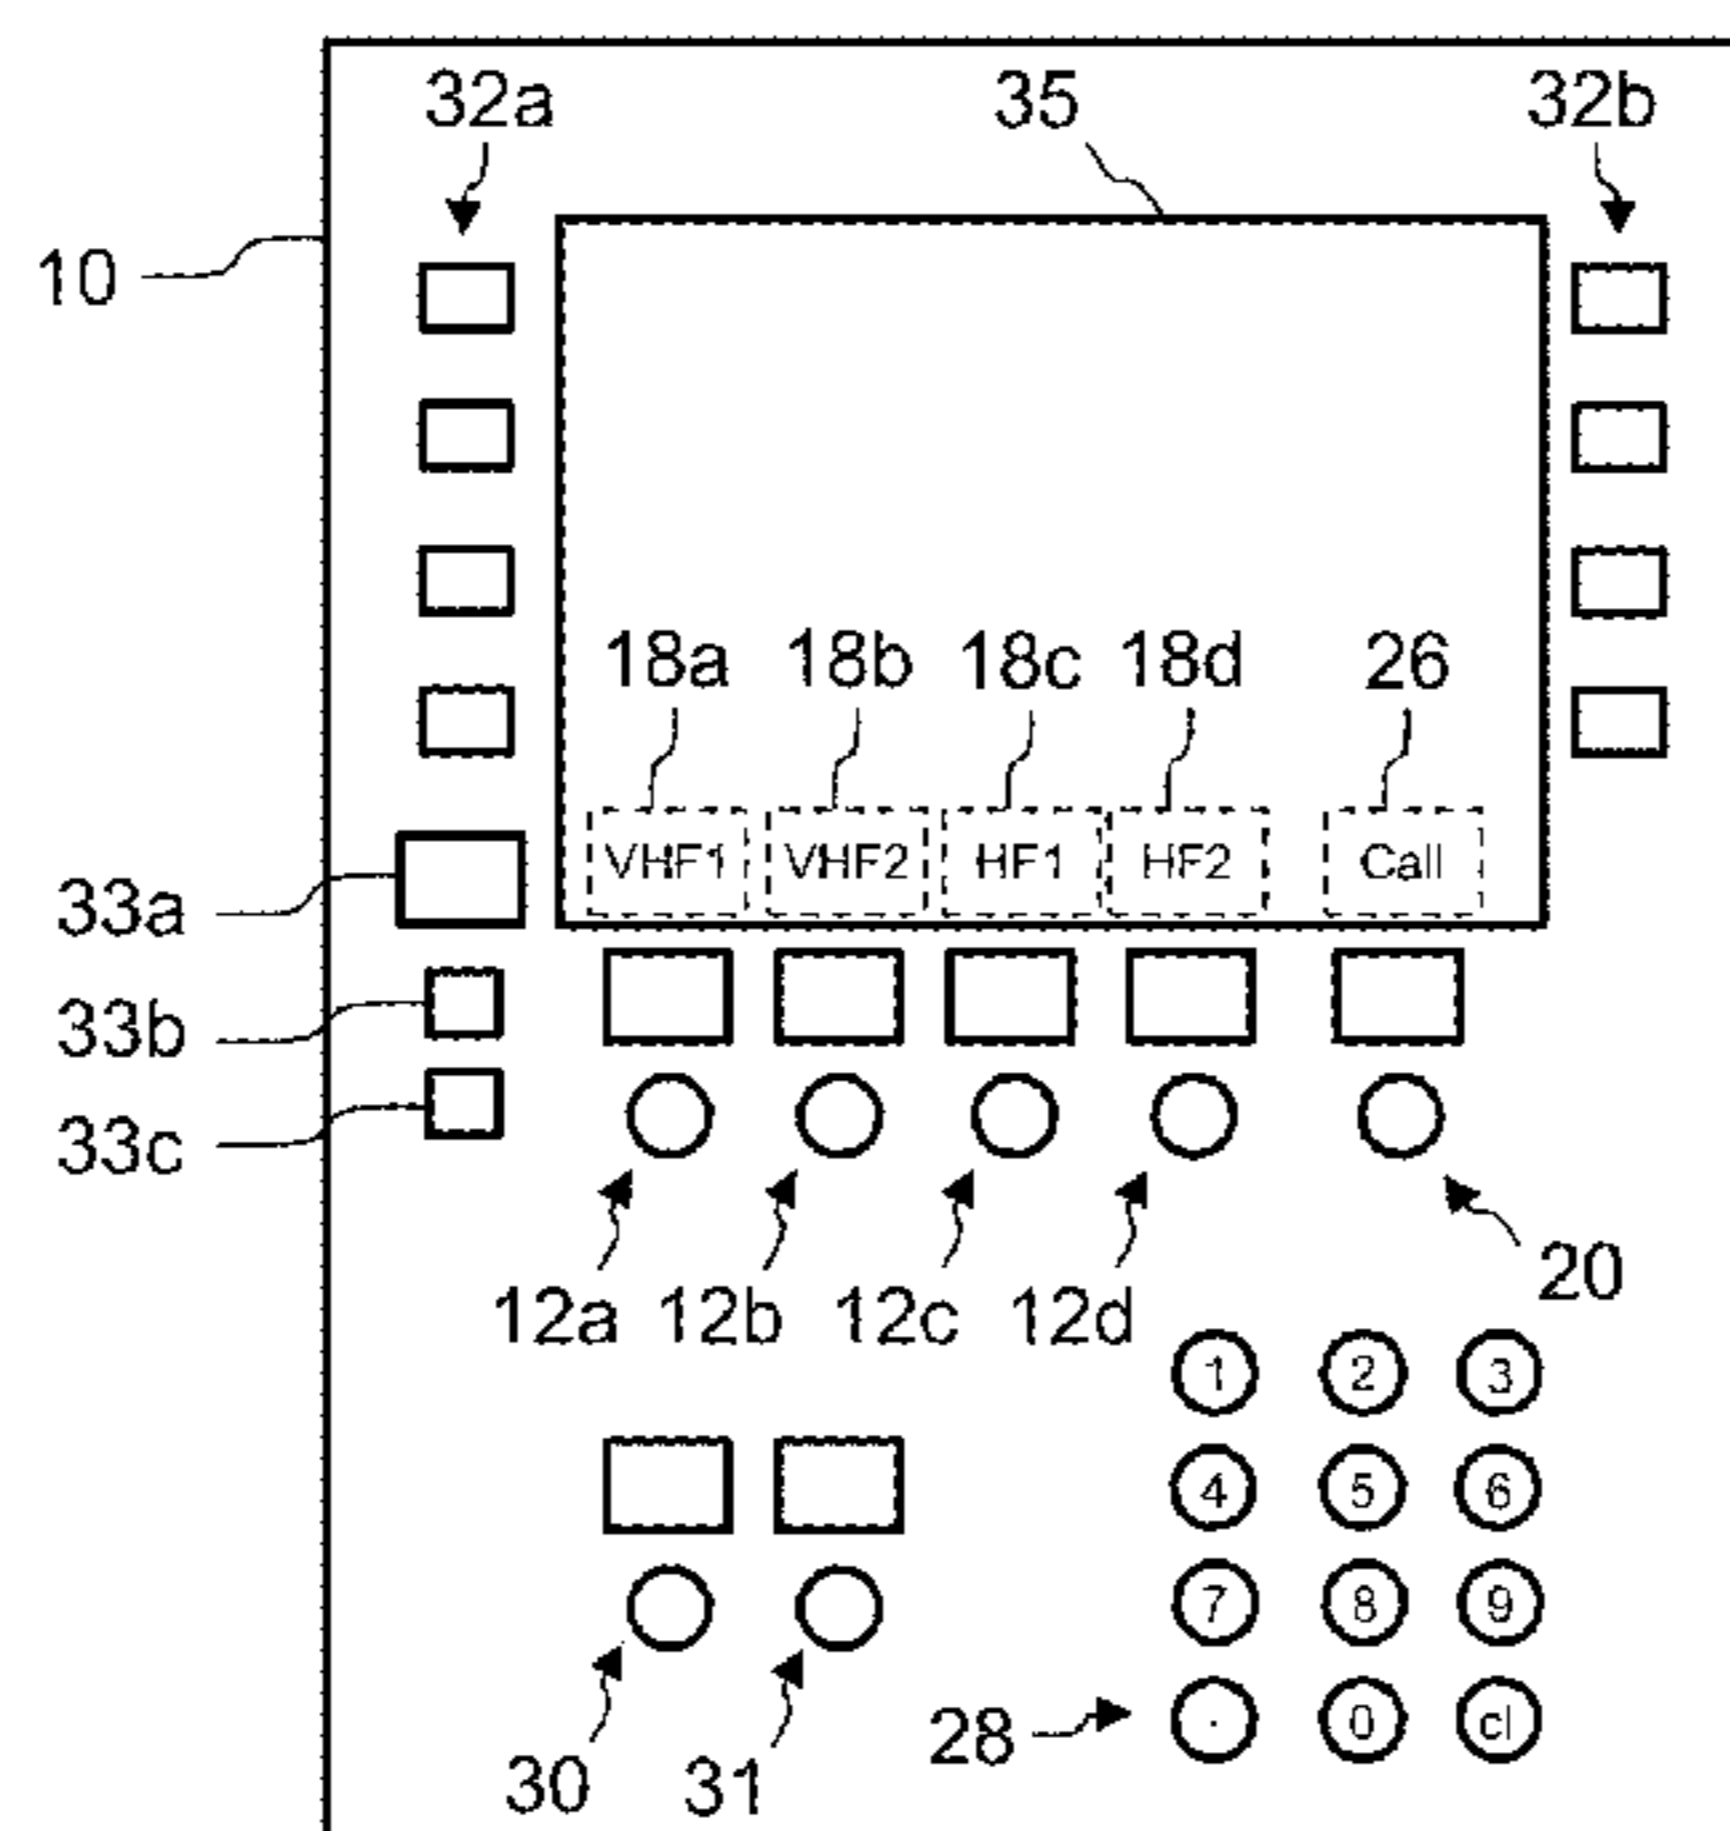 32a 35 32b
10
18a 18b 18c 18d 26
VHF1 VHF2 HF1 HF2 Call
33a
33b
33c
20
12a 12b 12c 12d
1 2 3
4 5 6
7 8 9
28 · 0 cl
30 31